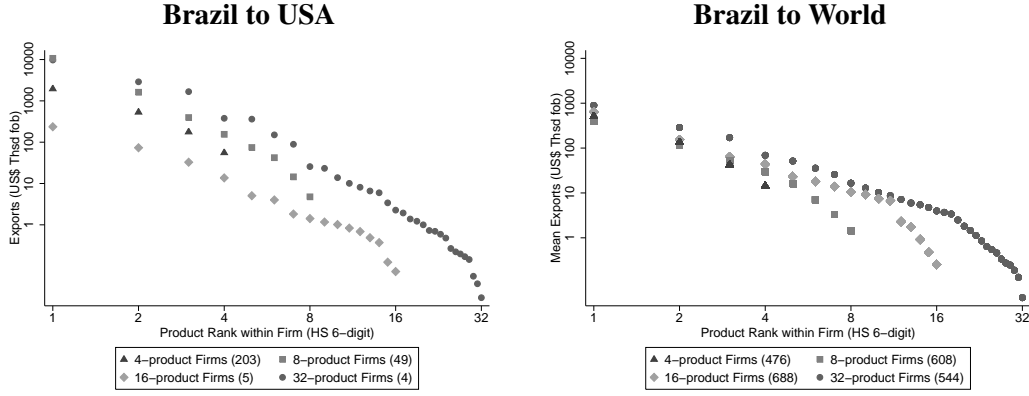 Brazil to USA
Exports (US$ Thsd fob)
10000
1000
100
10
1
1 2 4 8 16 32
Product Rank within Firm (HS 6−digit)
4−product Firms (203) 8−product Firms (49)
16−product Firms (5) 32−product Firms (4)
Brazil to World
Mean Exports (US$ Thsd fob)
10000
1000
100
10
1
1 2 4 8 16 32
Product Rank within Firm (HS 6−digit)
4−product Firms (476) 8−product Firms (608)
16−product Firms (688) 32−product Firms (544)